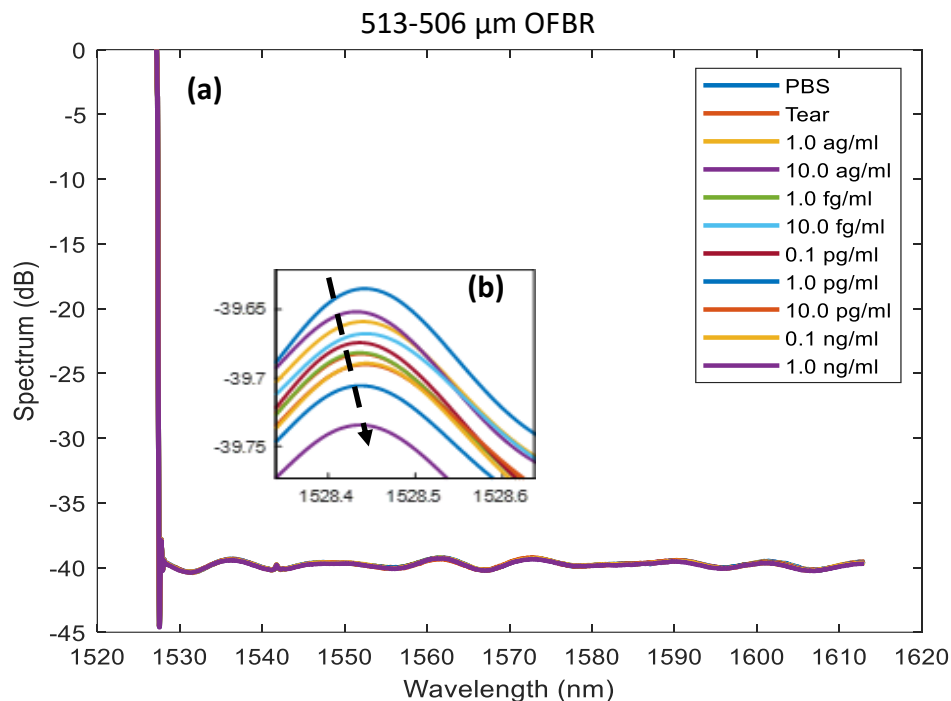 513-506 μm OFBR
(a)
PBS
Tear
1.0 ag/ml
10.0 ag/ml
1.0 fg/ml
10.0 fg/ml
0.1 pg/ml
1.0 pg/ml
10.0 pg/ml
0.1 ng/ml
1.0 ng/ml
(b)
-39.65
-39.7
-39.75
1528.4 1528.5 1528.6
Spectrum (dB)
0
-5
-10
-15
-20
-25
-30
-35
-40
-45
1520 1530 1540 1550 1560 1570 1580 1590 1600 1610 1620
Wavelength (nm)